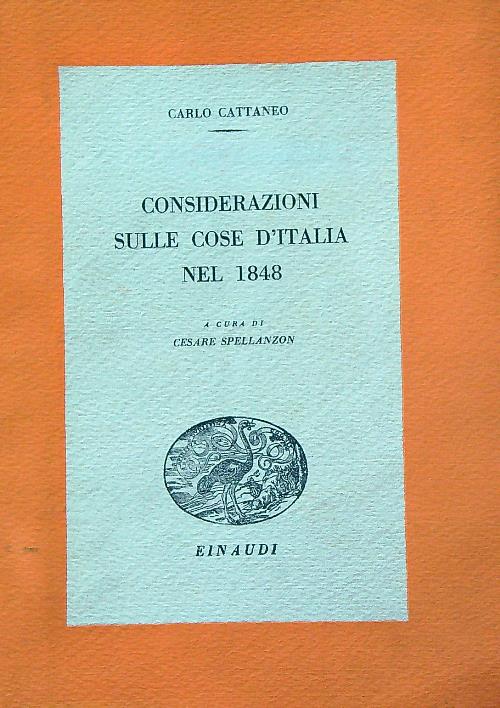 CARLO CATTANEO
CONSIDERAZIONI
SULLE COSE D'ITALIA
NEL 1848
A CURA DI
CESARE SPELLANZON
EINAUDI